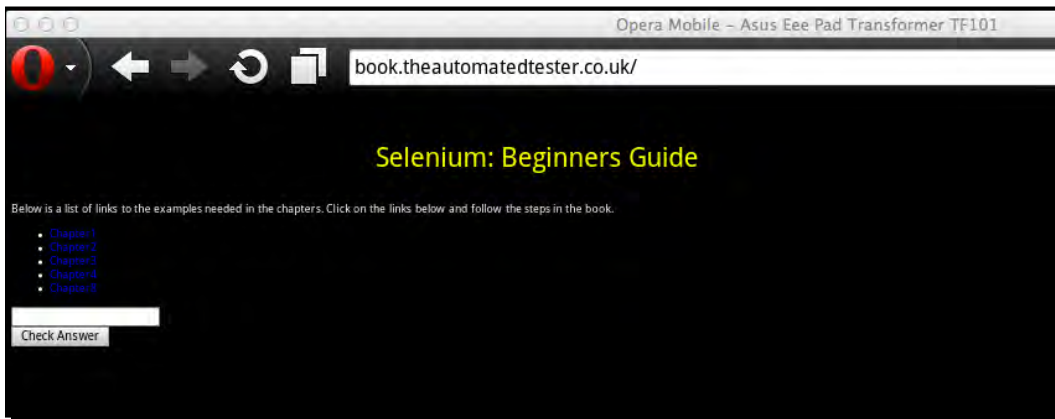 Opera Mobile – Asus Eee Pad Transformer TF101
book.theautomatedtester.co.uk/
Selenium: Beginners Guide
Below is a list of links to the examples needed in the chapters. Click on the links below and follow the steps in the book.
Chapter1
Chapter2
Chapter3
Chapter4
Chapter8
Check Answer